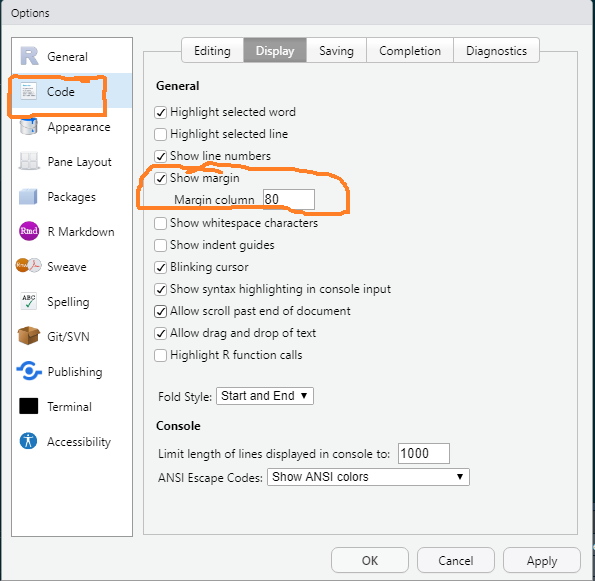 Options
General
Code
Appearance
Pane Layout
Packages
Rmd R Markdown
Sweave
ABC Spelling
Git/SVN
Publishing
Terminal
Accessibility
Editing Display Saving Completion Diagnostics
General
Highlight selected word
Highlight selected line
Show line numbers
Show margin
Margin column 80
Show whitespace characters
Show indent guides
Blinking cursor
Show syntax highlighting in console input
Allow scroll past end of document
Allow drag and drop of text
Highlight R function calls
Fold Style: Start and End
Console
Limit length of lines displayed in console to: 1000
ANSI Escape Codes: Show ANSI colors
OK Cancel Apply